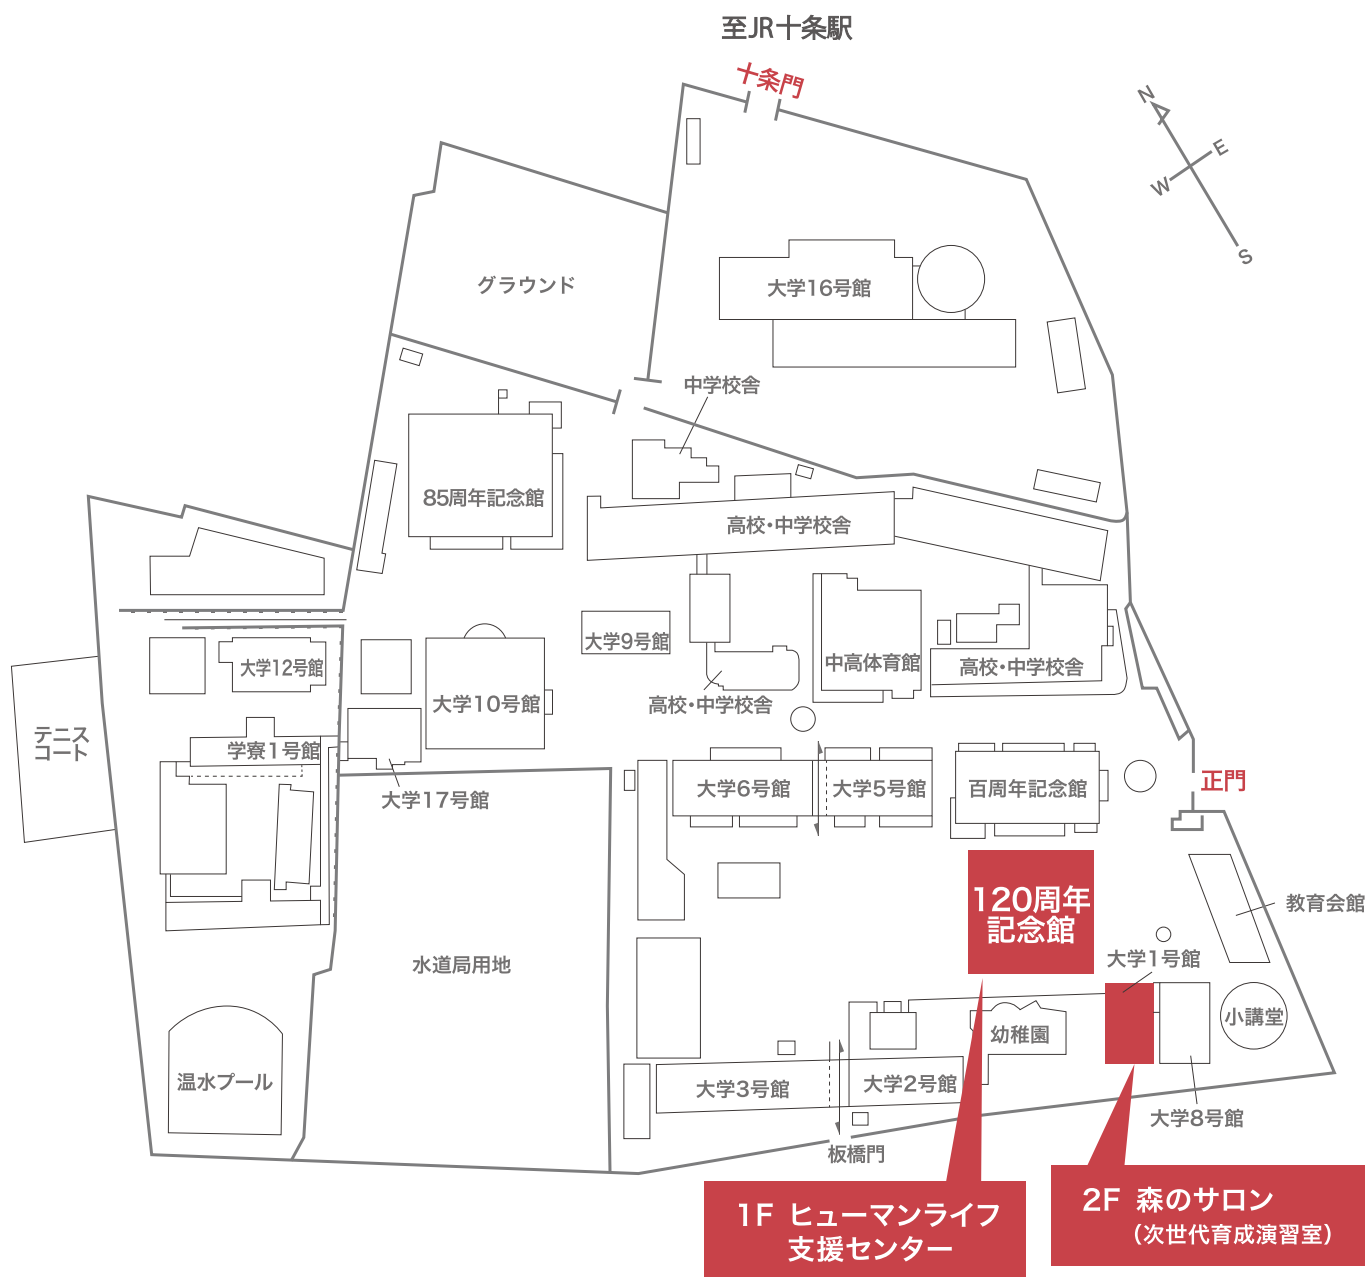 至JR十条駅
十条門
N
E
W
S
グラウンド
大学16号館
中学校舎
85周年記念館
高校・中学校舎
大学9号館
大学12号館
中高体育館
高校・中学校舎
大学10号館
高校・中学校舎
テニス
コート
学寮1号館
大学17号館
大学6号館
大学5号館
百周年記念館
正門
120周年
記念館
教育会館
大学1号館
水道局用地
小講堂
幼稚園
温水プール
大学3号館
大学2号館
大学8号館
板橋門
1F ヒューマンライフ
支援センター
2F 森のサロン
（次世代育成演習室）